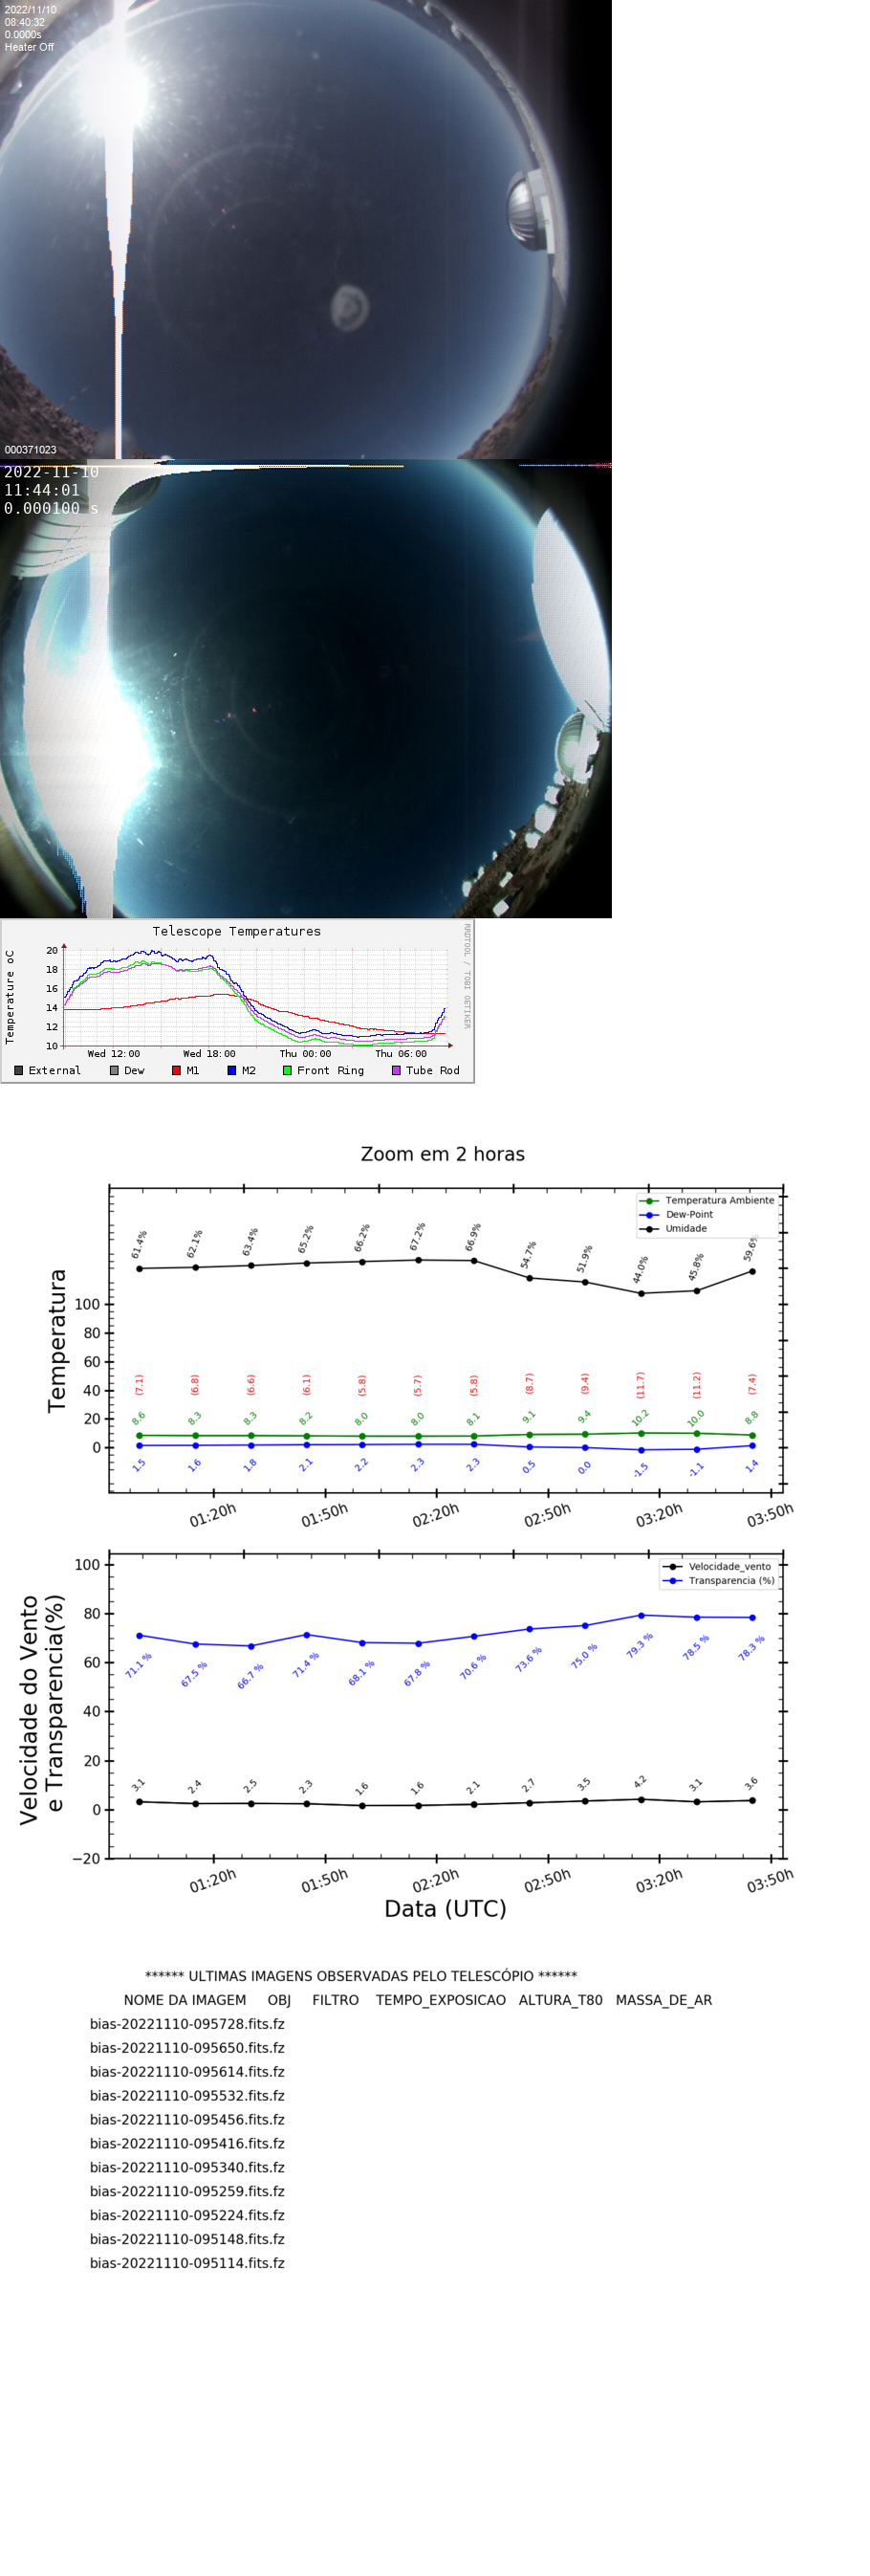 2022/11/10
08:40:32
0.0000s
Heater Off
000371023
2022-11-10
11:44:01
0.000100 s
Telescope Temperatures
RRDTOOL / TOBI OETIKER
Temperature oC
20
18
16
14
12
10
Wed 12:00 Wed 18:00 Thu 00:00 Thu 06:00
External Dew M1 M2 Front Ring Tube Rod
Zoom em 2 horas
Temperatura Ambiente
Dew-Point
Umidade
Temperatura
61.4% 62.1% 63.4% 65.2% 66.2% 67.2% 66.9% 54.7% 51.9% 44.0% 45.8% 59.6%
100
80
60
40
20
0
(7.1) (6.8) (6.6) (6.1) (5.8) (5.7) (5.8) (8.7) (9.4) (11.7) (11.2) (7.4)
8.6 8.3 8.3 8.2 8.0 8.0 8.1 9.1 9.4 10.2 10.0 8.8
1.5 1.6 1.8 2.1 2.2 2.3 2.3 0.5 0.0 -1.5 -1.1 1.4
01:20h 01:50h 02:20h 02:50h 03:20h 03:50h
Velocidade_vento
Transparencia (%)
Velocidade do Vento
e Transparencia(%)
100
80
60
40
20
0
−20
71.1 % 67.5 % 66.7 % 71.4 % 68.1 % 67.8 % 70.6 % 73.6 % 75.0 % 79.3 % 78.5 % 78.3 %
3.1 2.4 2.5 2.3 1.6 1.6 2.1 2.7 3.5 4.2 3.1 3.6
01:20h 01:50h 02:20h 02:50h 03:20h 03:50h
Data (UTC)
****** ULTIMAS IMAGENS OBSERVADAS PELO TELESCÓPIO ******
NOME DA IMAGEM OBJ FILTRO TEMPO_EXPOSICAO ALTURA_T80 MASSA_DE_AR
bias-20221110-095728.fits.fz
bias-20221110-095650.fits.fz
bias-20221110-095614.fits.fz
bias-20221110-095532.fits.fz
bias-20221110-095456.fits.fz
bias-20221110-095416.fits.fz
bias-20221110-095340.fits.fz
bias-20221110-095259.fits.fz
bias-20221110-095224.fits.fz
bias-20221110-095148.fits.fz
bias-20221110-095114.fits.fz